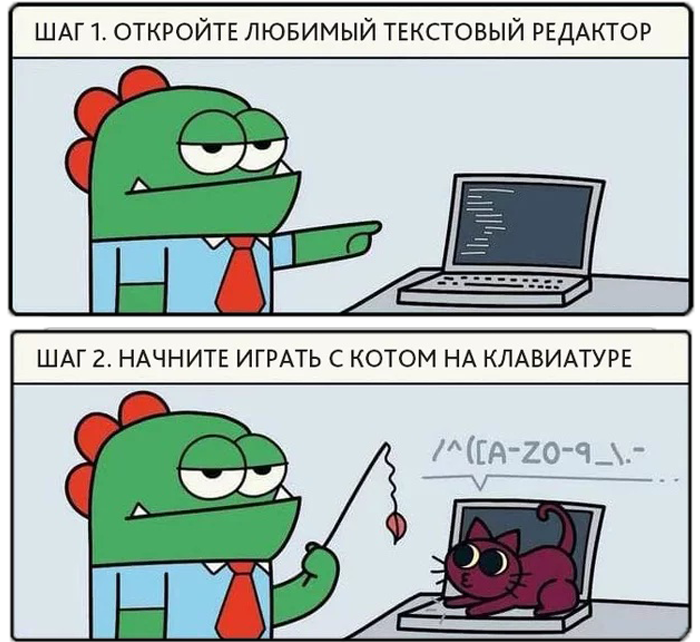 ШАГ 1. ОТКРОЙТЕ ЛЮБИМЫЙ ТЕКСТОВЫЙ РЕДАКТОР
ШАГ 2. НАЧНИТЕ ИГРАТЬ С КОТОМ НА КЛАВИАТУРЕ
/^([A-Z0-9_\.-